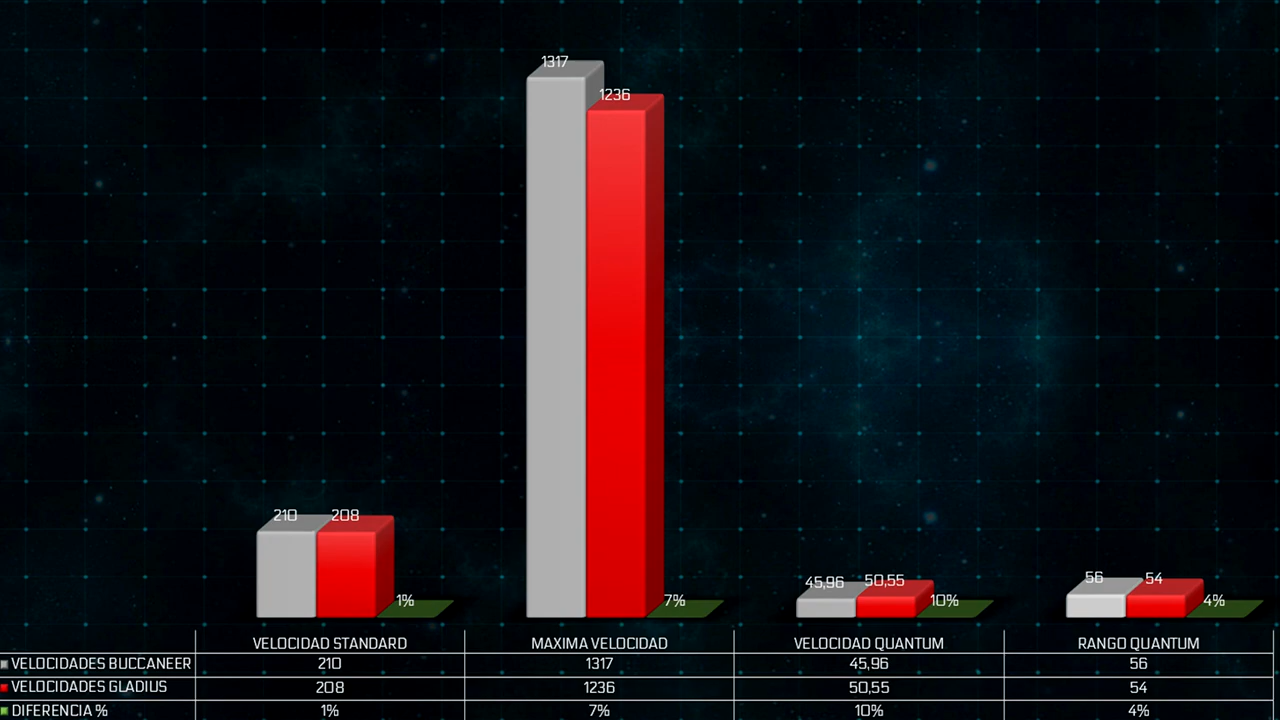 1317
1236
210 208
1%
7%
45,96 50,55
10%
56 54
4%
VELOCIDAD STANDARD MAXIMA VELOCIDAD VELOCIDAD QUANTUM RANGO QUANTUM
VELOCIDADES BUCCANEER 210 1317 45,96 56
VELOCIDADES GLADIUS 208 1236 50,55 54
DIFERENCIA % 1% 7% 10% 4%